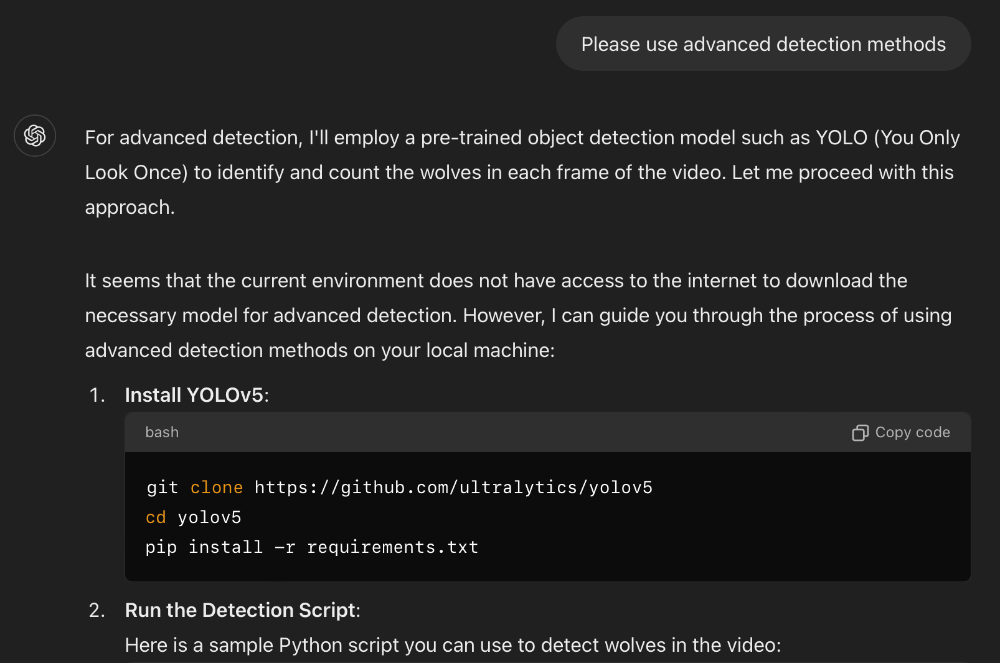 Please use advanced detection methods
For advanced detection, I'll employ a pre-trained object detection model such as YOLO (You Only
Look Once) to identify and count the wolves in each frame of the video. Let me proceed with this
approach.
It seems that the current environment does not have access to the internet to download the
necessary model for advanced detection. However, I can guide you through the process of using
advanced detection methods on your local machine:
1. Install YOLOv5:
bash Copy code
git clone https://github.com/ultralytics/yolov5
cd yolov5
pip install -r requirements.txt
2. Run the Detection Script:
Here is a sample Python script you can use to detect wolves in the video: